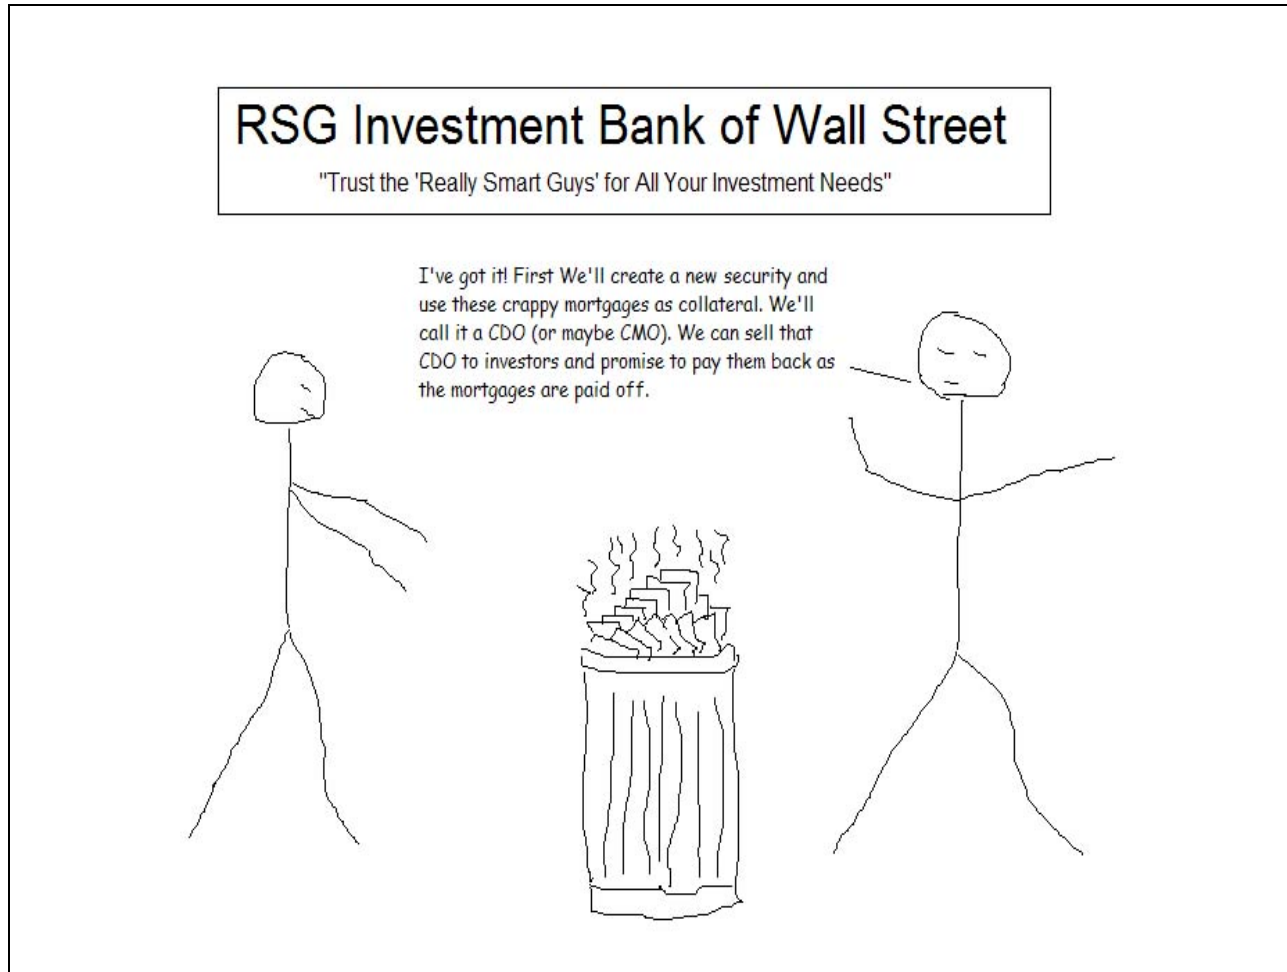 RSG Investment Bank of Wall Street
"Trust the 'Really Smart Guys' for All Your Investment Needs"
I've got it! First We'll create a new security and
use these crappy mortgages as collateral. We'll
call it a CDO (or maybe CMO). We can sell that
CDO to investors and promise to pay them back as
the mortgages are paid off.